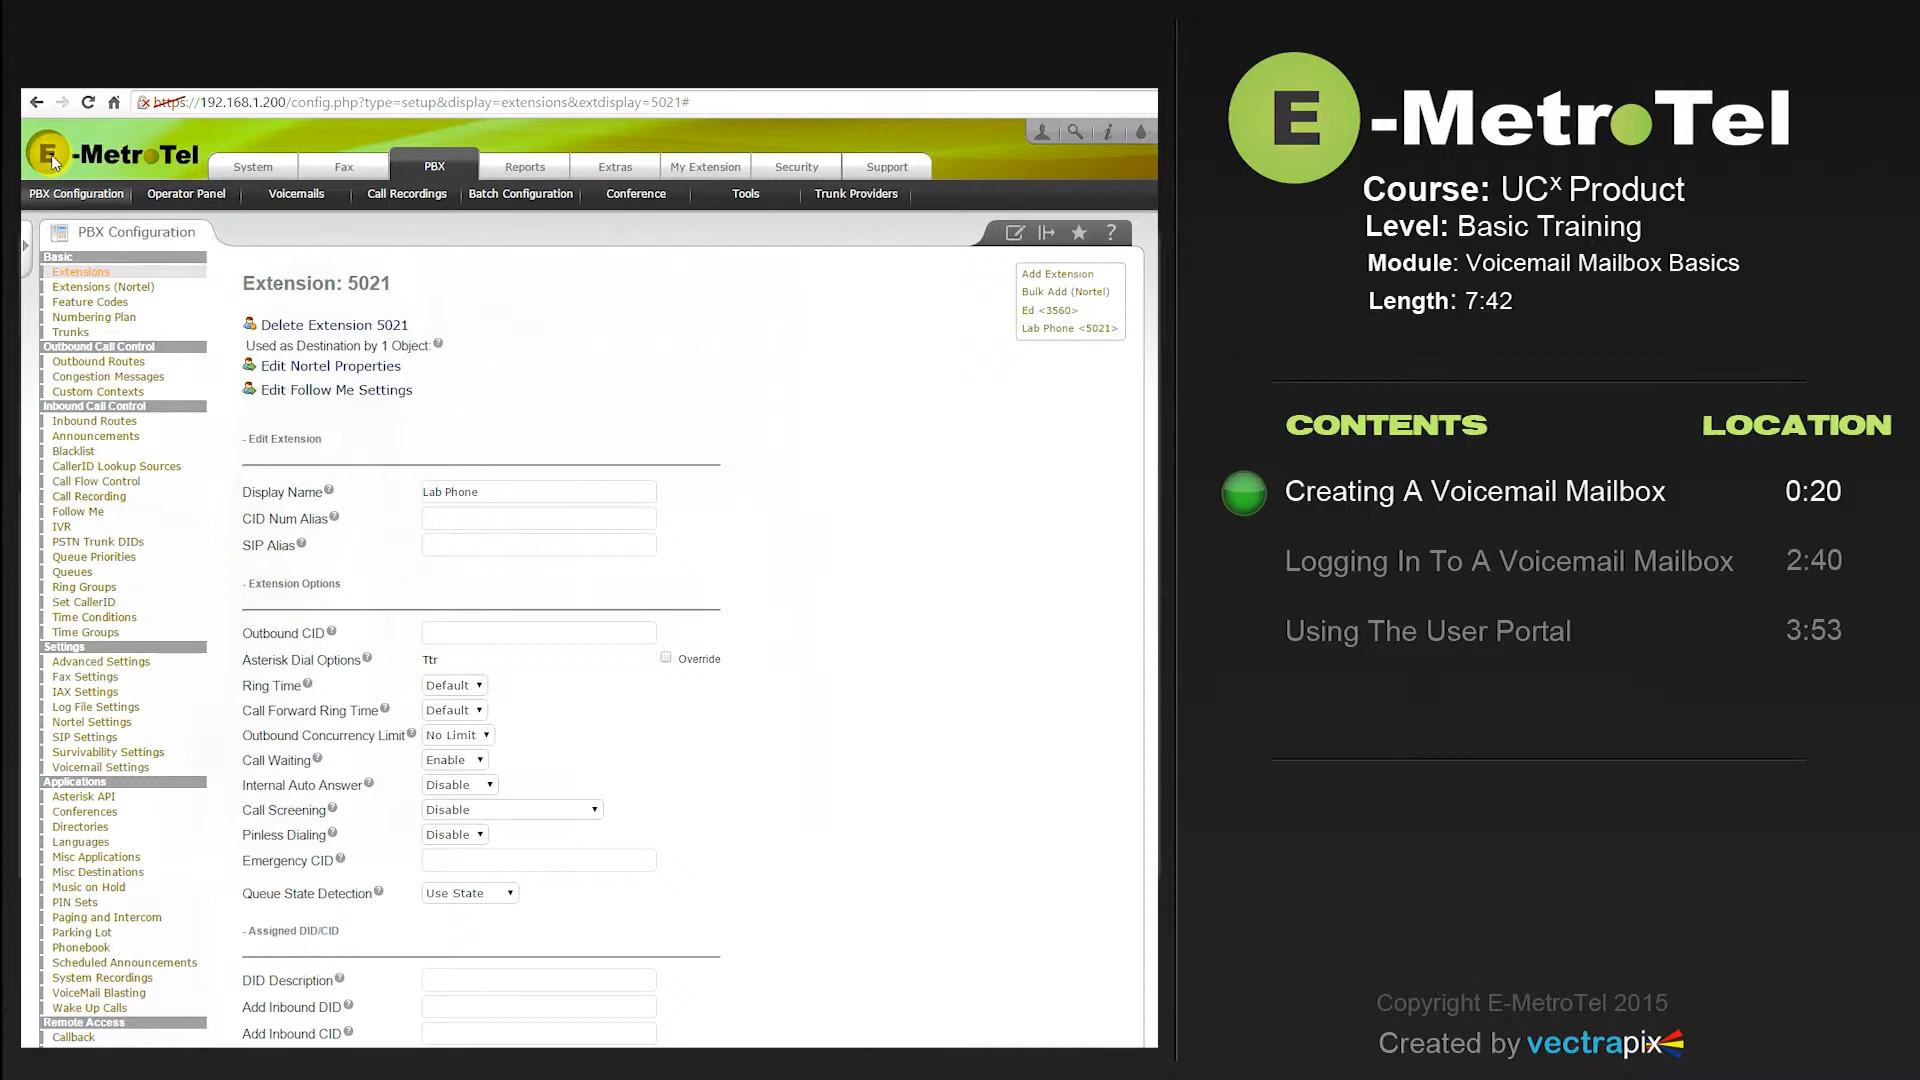 https://192.168.1.200/config.php?type=setup&display=extensions&extdisplay=5021#
E-MetroTel
System
Fax
PBX
Reports
Extras
My Extension
Security
Support
PBX Configuration
Operator Panel
Voicemails
Call Recordings
Batch Configuration
Conference
Tools
Trunk Providers
PBX Configuration
Basic
Extensions
Extensions (Nortel)
Feature Codes
Numbering Plan
Trunks
Outbound Call Control
Outbound Routes
Congestion Messages
Custom Contexts
Inbound Call Control
Inbound Routes
Announcements
Blacklist
CallerID Lookup Sources
Call Flow Control
Call Recording
Follow Me
IVR
PSTN Trunk DIDs
Queue Priorities
Queues
Ring Groups
Set CallerID
Time Conditions
Time Groups
Settings
Advanced Settings
Fax Settings
IAX Settings
Log File Settings
Nortel Settings
SIP Settings
Survivability Settings
Voicemail Settings
Applications
Asterisk API
Conferences
Directories
Languages
Misc Applications
Misc Destinations
Music on Hold
PIN Sets
Paging and Intercom
Parking Lot
Phonebook
Scheduled Announcements
System Recordings
VoiceMail Blasting
Wake Up Calls
Remote Access
Callback
Extension: 5021
Delete Extension 5021
Used as Destination by 1 Object:
Edit Nortel Properties
Edit Follow Me Settings
- Edit Extension
Display Name Lab Phone
CID Num Alias
SIP Alias
- Extension Options
Outbound CID
Asterisk Dial Options Ttr Override
Ring Time Default
Call Forward Ring Time Default
Outbound Concurrency Limit No Limit
Call Waiting Enable
Internal Auto Answer Disable
Call Screening Disable
Pinless Dialing Disable
Emergency CID
Queue State Detection Use State
- Assigned DID/CID
DID Description
Add Inbound DID
Add Inbound CID
Add Extension
Bulk Add (Nortel)
Ed <3560>
Lab Phone <5021>
E-MetroTel
Course: UCx Product
Level: Basic Training
Module: Voicemail Mailbox Basics
Length: 7:42
CONTENTS LOCATION
Creating A Voicemail Mailbox 0:20
Logging In To A Voicemail Mailbox 2:40
Using The User Portal 3:53
Copyright E-MetroTel 2015
Created by vectrapix